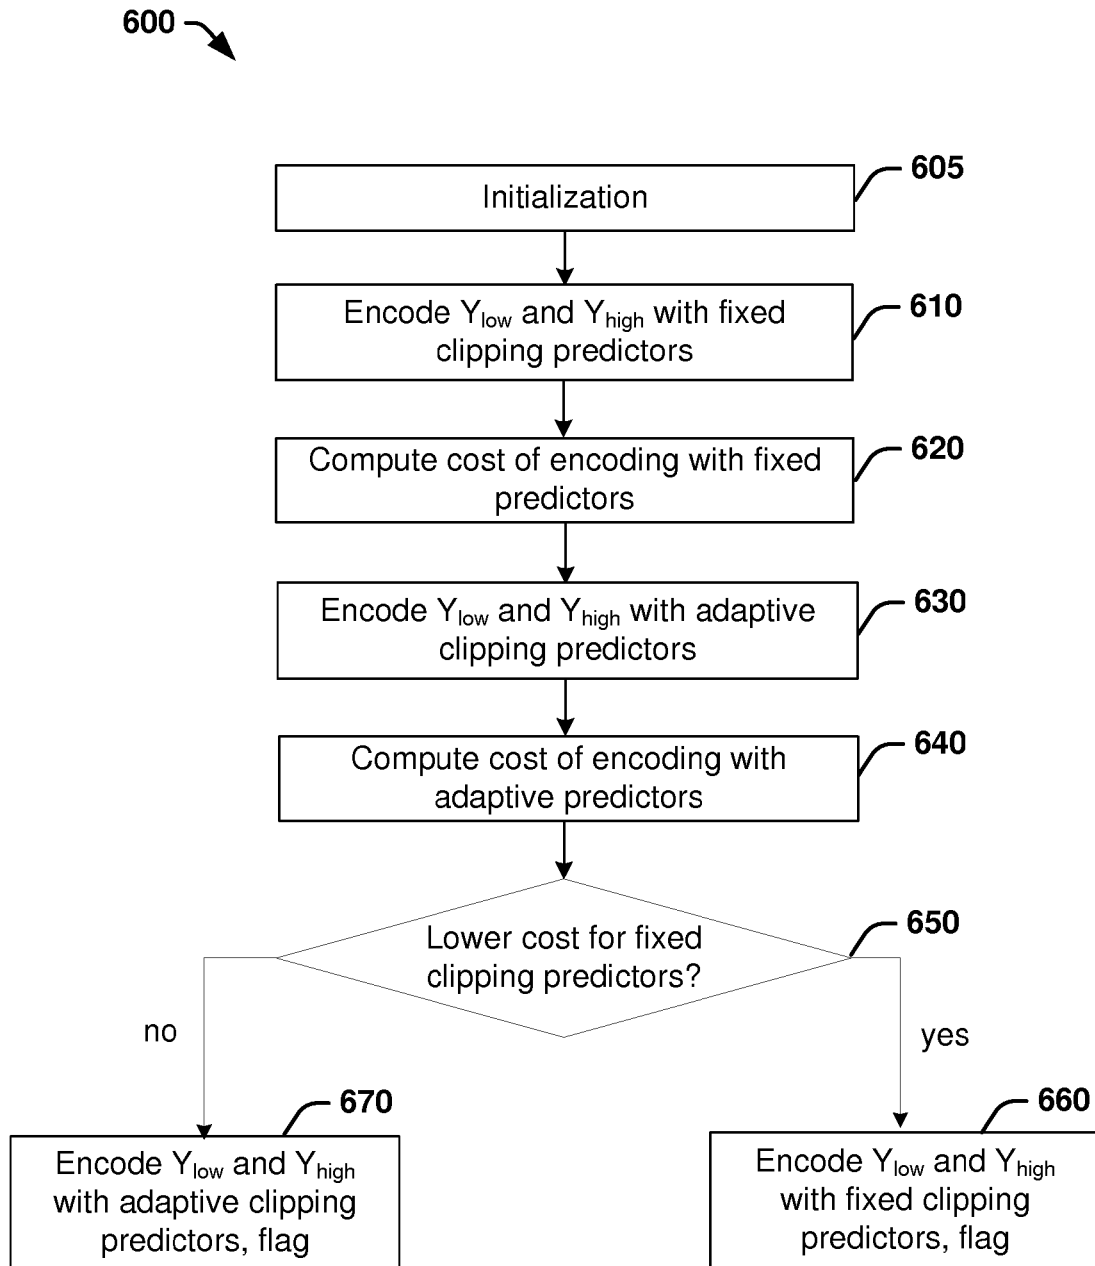 600
605
Initialization
610
Encode Ylow and Yhigh with fixed
clipping predictors
620
Compute cost of encoding with fixed
predictors
630
Encode Ylow and Yhigh with adaptive
clipping predictors
640
Compute cost of encoding with
adaptive predictors
650
Lower cost for fixed
clipping predictors?
no
yes
670
Encode Ylow and Yhigh
with adaptive clipping
predictors, flag
660
Encode Ylow and Yhigh
with fixed clipping
predictors, flag